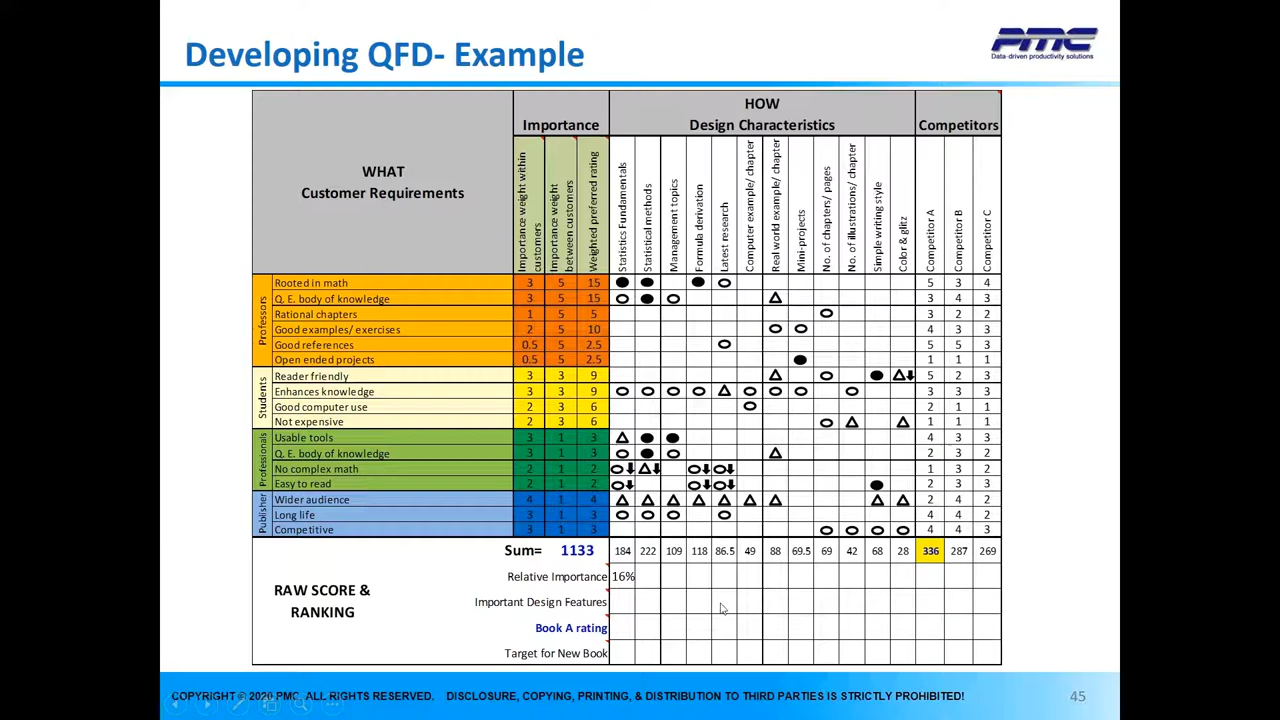 Developing QFD- Example
PMC
Data-driven productivity solutions
WHAT
Customer Requirements
Importance
HOW
Design Characteristics
Competitors
Importance weight within customers
Importance weight between customers
Weighted preferred rating
Statistics Fundamentals
Statistical methods
Management topics
Formula derivation
Latest research
Computer example/ chapter
Real world example/ chapter
Mini-projects
No. of chapters/ pages
No. of illustrations/ chapter
Simple writing style
Color & glitz
Competitor A
Competitor B
Competitor C
Professors
Rooted in math 3 5 15 5 3 4
Q. E. body of knowledge 3 5 15 3 4 3
Rational chapters 1 5 5 3 2 2
Good examples/ exercises 2 5 10 4 3 3
Good references 0.5 5 2.5 5 5 3
Open ended projects 0.5 5 2.5 1 1 1
Students
Reader friendly 3 3 9 5 2 3
Enhances knowledge 3 3 9 3 3 3
Good computer use 2 3 6 2 1 1
Not expensive 2 3 6 1 1 1
Professionals
Usable tools 3 1 3 4 3 3
Q. E. body of knowledge 3 1 3 2 3 2
No complex math 2 1 2 1 3 2
Easy to read 2 1 2 2 3 3
Publisher
Wider audience 4 1 4 2 4 2
Long life 3 1 3 4 4 2
Competitive 3 1 3 4 4 3
Sum= 1133 184 222 109 118 86.5 49 88 69.5 69 42 68 28 336 287 269
RAW SCORE &
RANKING
Relative Importance 16%
Important Design Features
Book A rating
Target for New Book
COPYRIGHT © 2020 PMC. ALL RIGHTS RESERVED. DISCLOSURE, COPYING, PRINTING, & DISTRIBUTION TO THIRD PARTIES IS STRICTLY PROHIBITED!
45